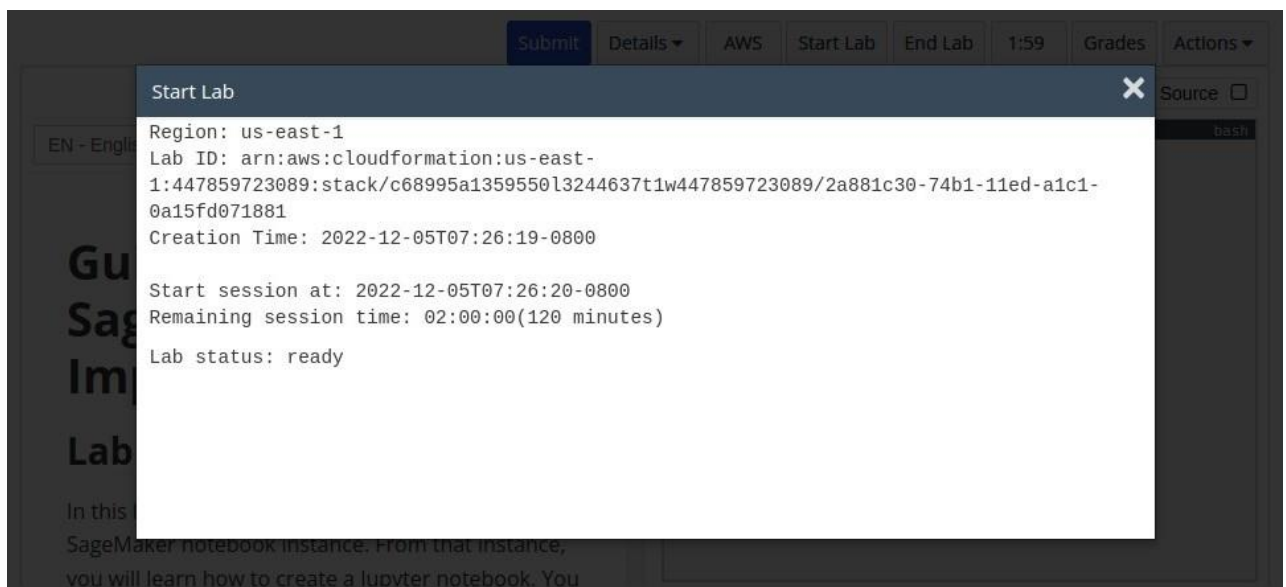 Submit Details AWS Start Lab End Lab 1:59 Grades Actions
Start Lab
Source
EN - Englis
bash
Region: us-east-1
Lab ID: arn:aws:cloudformation:us-east-
1:447859723089:stack/c68995a1359550l3244637t1w447859723089/2a881c30-74b1-11ed-a1c1-
0a15fd071881
Creation Time: 2022-12-05T07:26:19-0800
Start session at: 2022-12-05T07:26:20-0800
Remaining session time: 02:00:00(120 minutes)
Lab status: ready
Gu
Sag
Imp
Lab
In this l
SageMaker notebook instance. From that instance,
you will learn how to create a Jupyter notebook. You